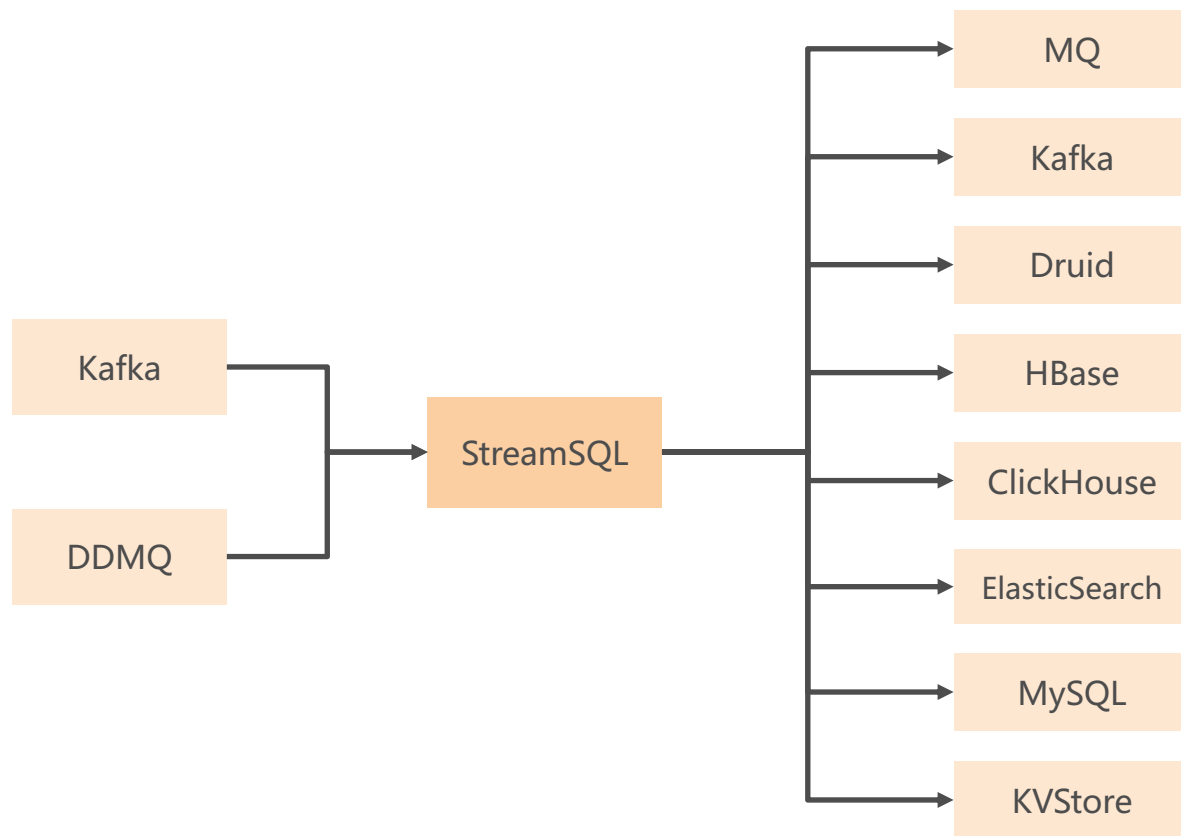 Kafka
DDMQ
StreamSQL
MQ
Kafka
Druid
HBase
ClickHouse
ElasticSearch
MySQL
KVStore